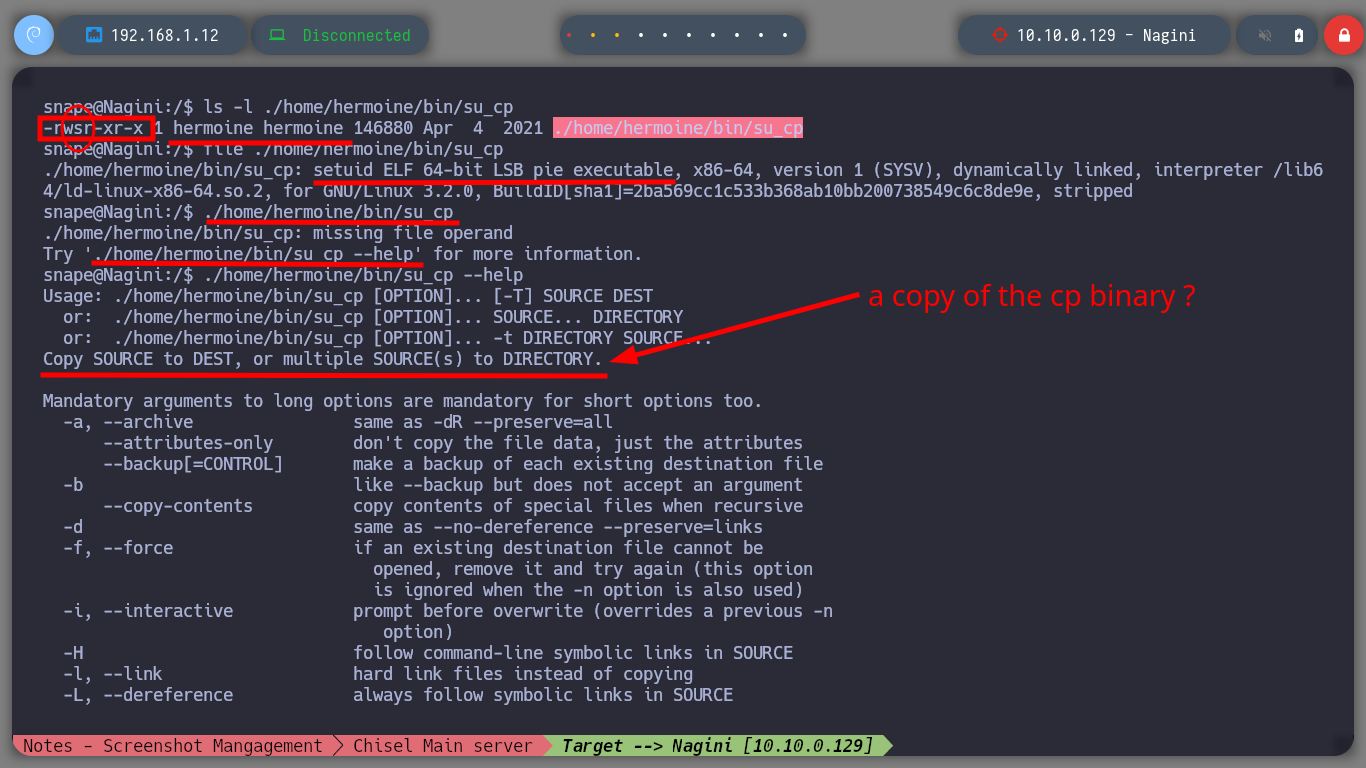 192.168.1.12
Disconnected
10.10.0.129 - Nagini
snape@Nagini:/$ ls -l ./home/hermoine/bin/su_cp
-rwsr-xr-x 1 hermoine hermoine 146880 Apr  4  2021 ./home/hermoine/bin/su_cp
snape@Nagini:/$ file ./home/hermoine/bin/su_cp
./home/hermoine/bin/su_cp: setuid ELF 64-bit LSB pie executable, x86-64, version 1 (SYSV), dynamically linked, interpreter /lib6
4/ld-linux-x86-64.so.2, for GNU/Linux 3.2.0, BuildID[sha1]=2ba569cc1c533b368ab10bb200738549c6c8de9e, stripped
snape@Nagini:/$ ./home/hermoine/bin/su_cp
./home/hermoine/bin/su_cp: missing file operand
Try './home/hermoine/bin/su_cp --help' for more information.
snape@Nagini:/$ ./home/hermoine/bin/su_cp --help
Usage: ./home/hermoine/bin/su_cp [OPTION]... [-T] SOURCE DEST
  or:  ./home/hermoine/bin/su_cp [OPTION]... SOURCE... DIRECTORY
  or:  ./home/hermoine/bin/su_cp [OPTION]... -t DIRECTORY SOURCE...
Copy SOURCE to DEST, or multiple SOURCE(s) to DIRECTORY.
a copy of the cp binary ?
Mandatory arguments to long options are mandatory for short options too.
  -a, --archive                same as -dR --preserve=all
      --attributes-only        don't copy the file data, just the attributes
      --backup[=CONTROL]       make a backup of each existing destination file
  -b                           like --backup but does not accept an argument
      --copy-contents          copy contents of special files when recursive
  -d                           same as --no-dereference --preserve=links
  -f, --force                  if an existing destination file cannot be
                                 opened, remove it and try again (this option
                                 is ignored when the -n option is also used)
  -i, --interactive            prompt before overwrite (overrides a previous -n
                                  option)
  -H                           follow command-line symbolic links in SOURCE
  -l, --link                   hard link files instead of copying
  -L, --dereference            always follow symbolic links in SOURCE
Notes - Screenshot Mangagement
Chisel Main server
Target --> Nagini [10.10.0.129]